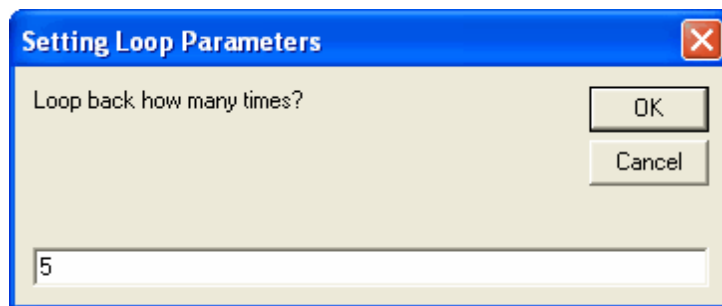 Setting Loop Parameters
Loop back how many times?
OK
Cancel
5